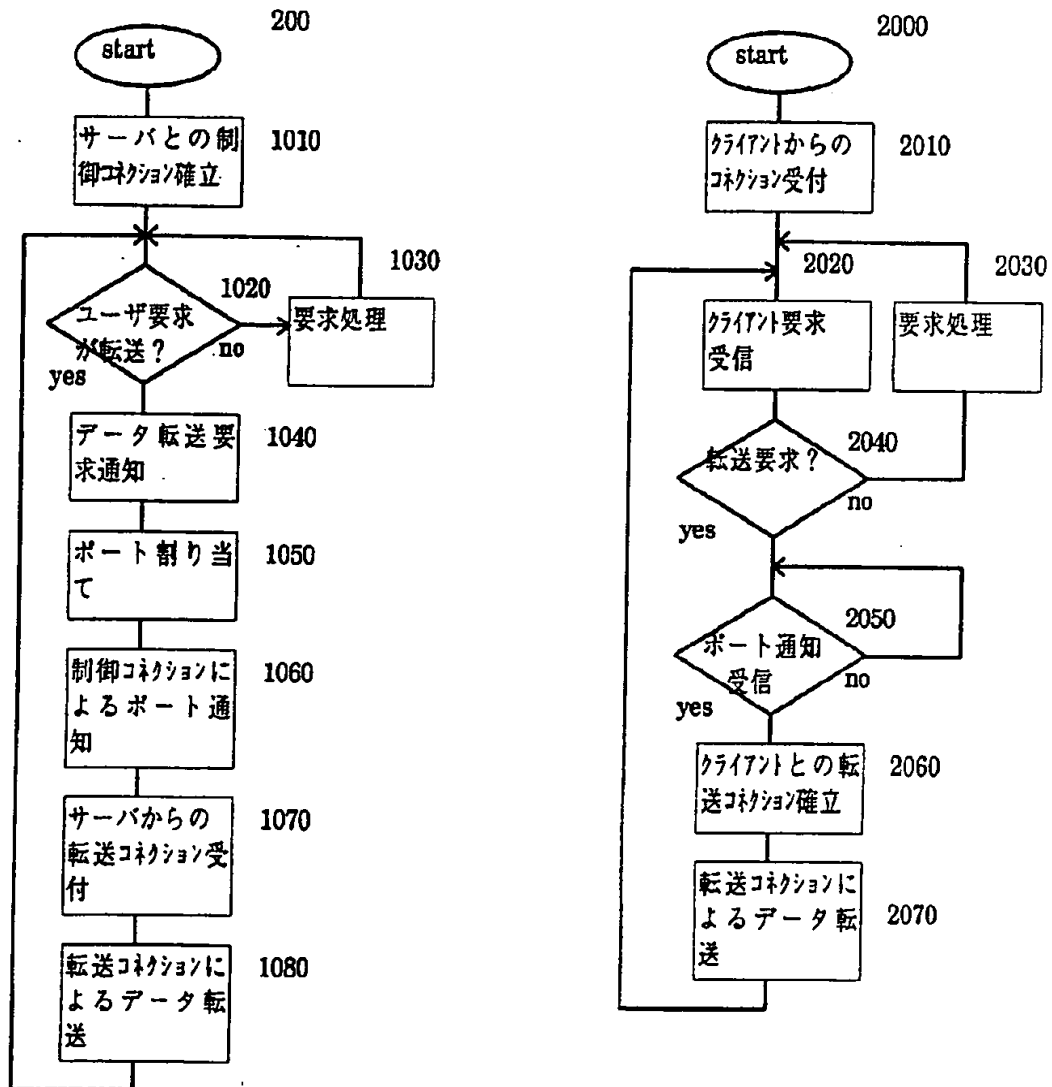 200
start
サーバとの制
御コネクション確立
1010
1020
ユーザ要求
が転送？
yes
no
1030
要求処理
データ転送要
求通知
1040
ポート割り当
て
1050
制御コネクションに
よるポート通
知
1060
サーバからの
転送コネクション受
付
1070
転送コネクションに
よるデータ転
送
1080
2000
start
クライアントからの
コネクション受付
2010
2020
クライアント要求
受信
2030
要求処理
転送要求？
2040
yes
no
ポート通知
受信
2050
yes
no
クライアントとの転
送コネクション確立
2060
転送コネクションに
よるデータ転
送
2070